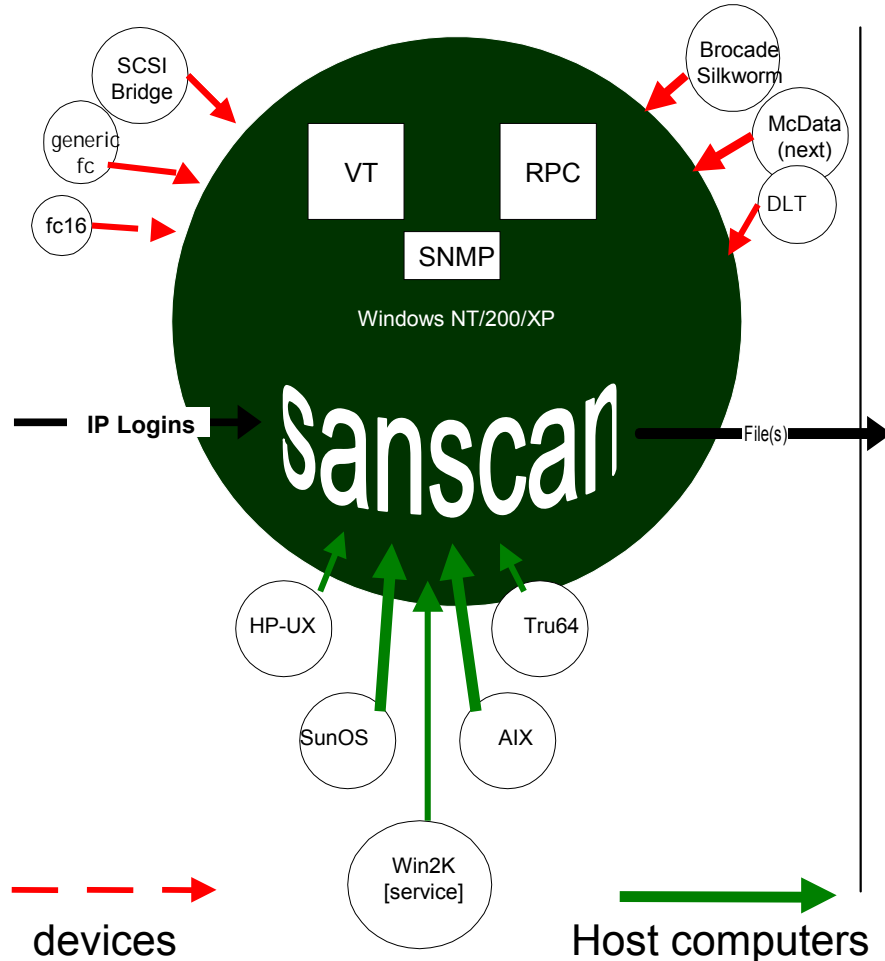 SCSI
Bridge
generic
fc
fc16
Brocade
Silkworm
McData
(next)
DLT
VT
RPC
SNMP
Windows NT/200/XP
IP Logins
sanscan
File(s)
HP-UX
Tru64
SunOS
AIX
Win2K
[service]
devices
Host computers